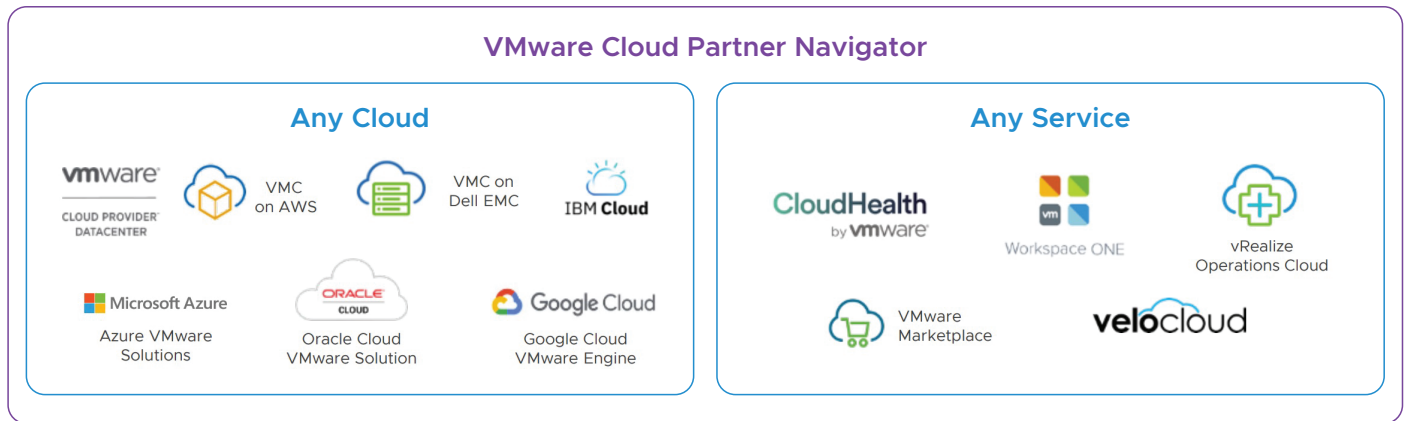 VMware Cloud Partner Navigator
Any Cloud
vmware®
CLOUD PROVIDER™
DATACENTER
VMC
on AWS
VMC on
Dell EMC
IBM Cloud
Microsoft Azure
Azure VMware
Solutions
ORACLE®
CLOUD
Oracle Cloud
VMware Solution
Google Cloud
Google Cloud
VMware Engine
Any Service
CloudHealth
by vmware®
vm
Workspace ONE
vRealize
Operations Cloud
VMware
Marketplace
velocloud